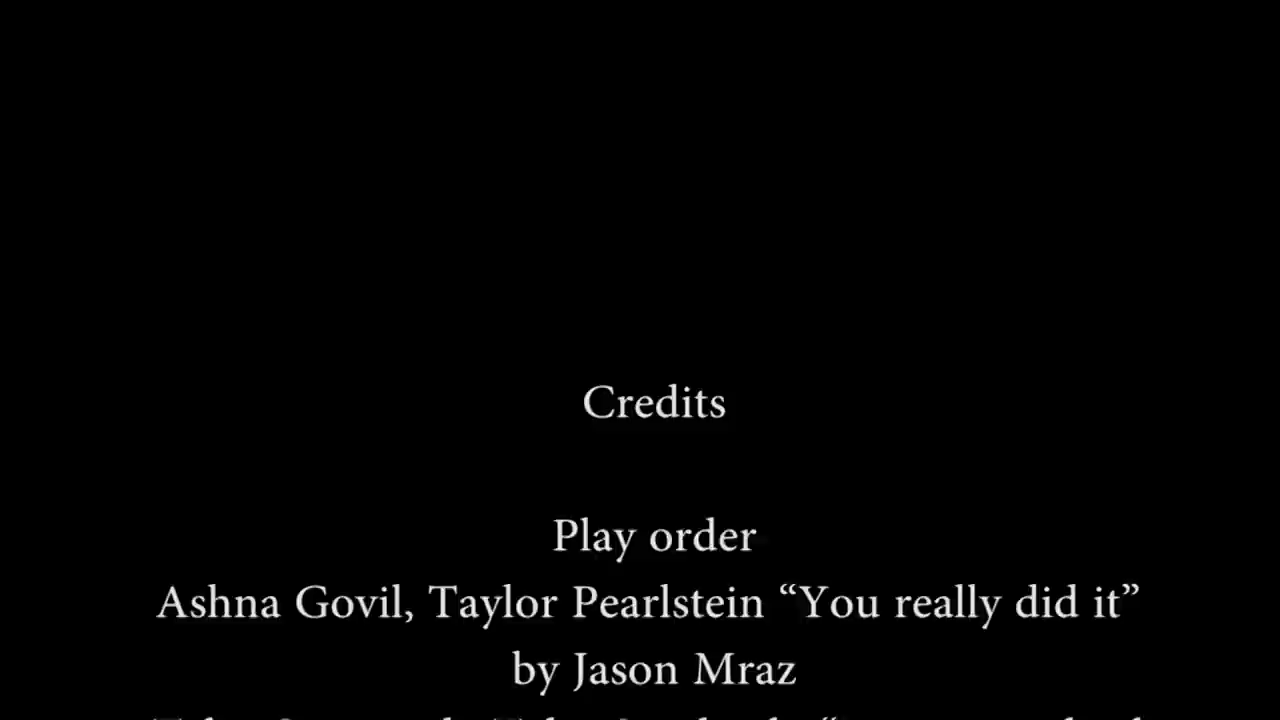 Credits
Play order
Ashna Govil, Taylor Pearlstein “You really did it”
by Jason Mraz